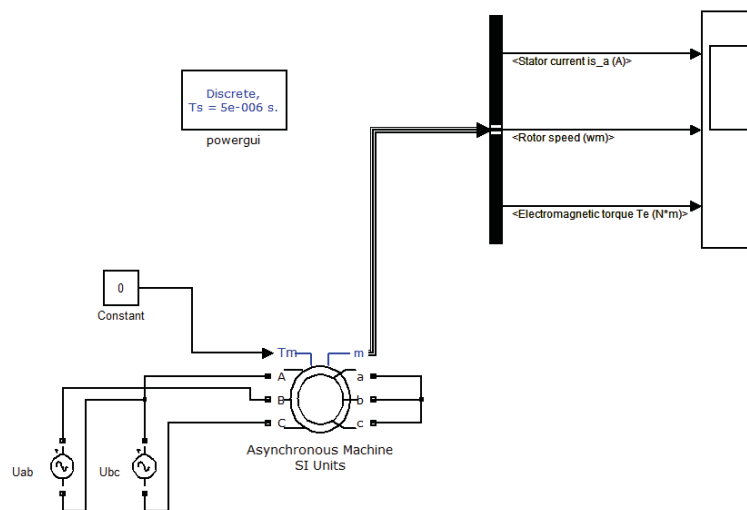 <Stator current is_a (A)>
Discrete,
Ts = 5e-006 s.
powergui
<Rotor speed (wm)>
<Electromagnetic torque Te (N*m)>
0
Constant
Tm
m
A
a
B
b
C
c
Asynchronous Machine
SI Units
Uab
Ubc